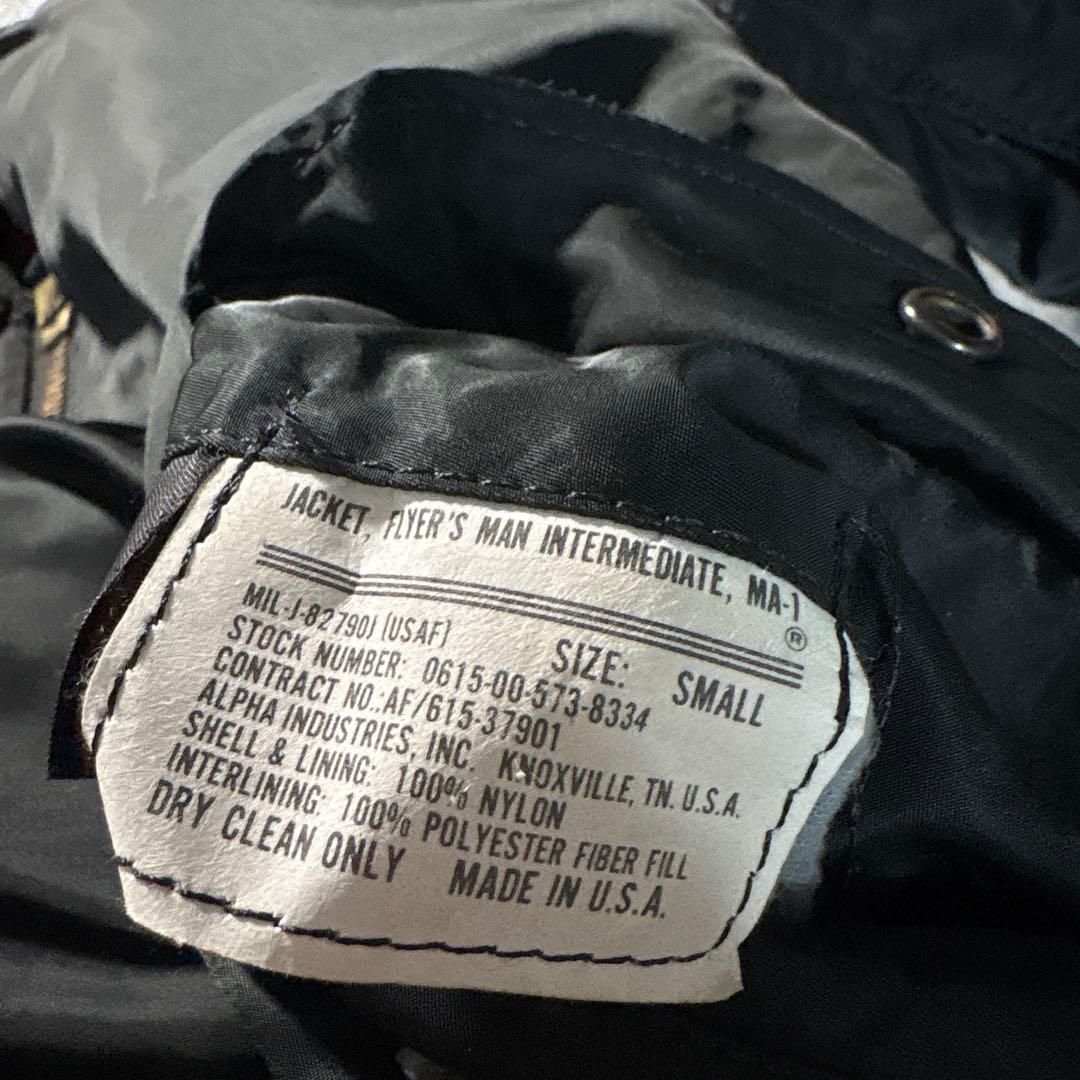 JACKET, FLYER'S MAN INTERMEDIATE, MA-1
®
MIL-J-82790J (USAF)
SIZE: SMALL
STOCK NUMBER: 0615-00-573-8334
CONTRACT NO.:AF/615-37901
ALPHA INDUSTRIES, INC. KNOXVILLE, TN. U.S.A.
SHELL & LINING: 100% NYLON
INTERLINING: 100% POLYESTER FIBER FILL
DRY CLEAN ONLY MADE IN U.S.A.